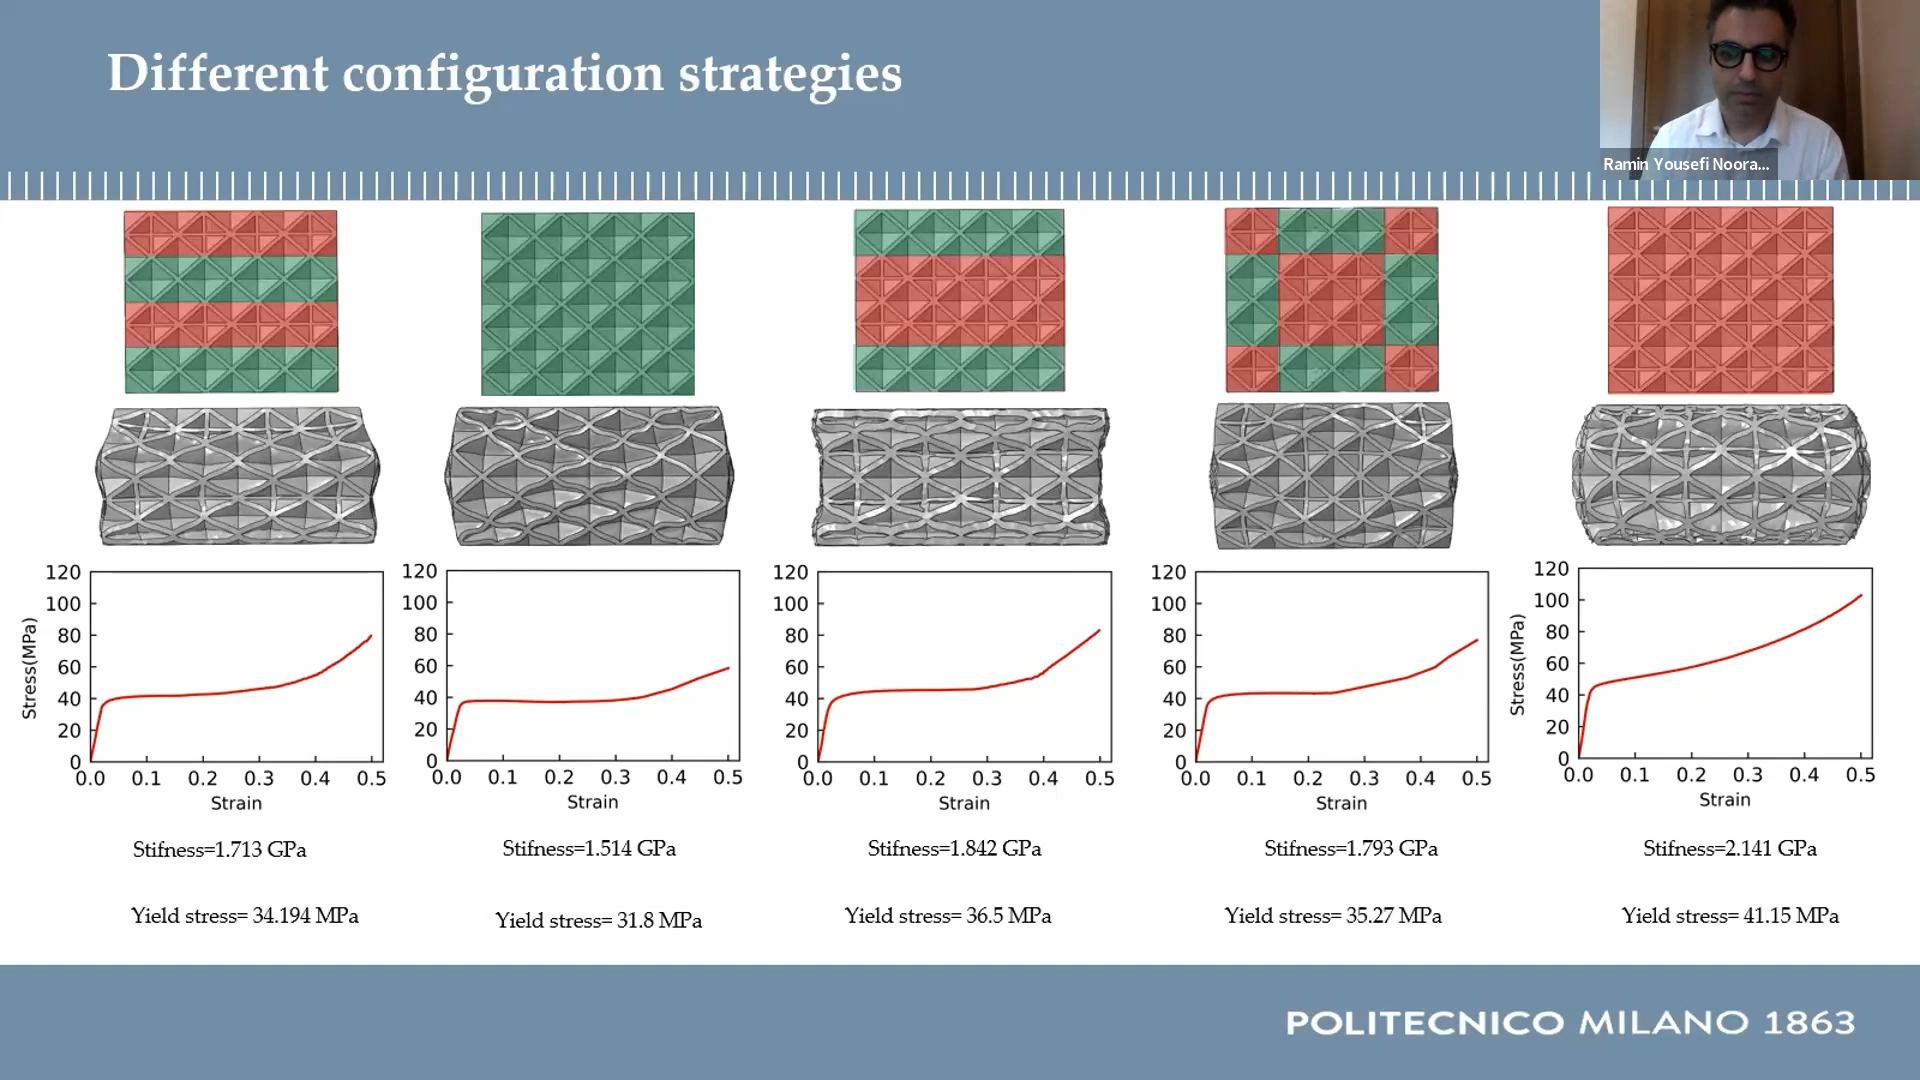 Different configuration strategies
Ramin Yousefi Noora...
120
100
80
60
40
20
0
Stress(MPa)
0.0 0.1 0.2 0.3 0.4 0.5
Strain
120
100
80
60
40
20
0
0.0 0.1 0.2 0.3 0.4 0.5
Strain
120
100
80
60
40
20
0
0.0 0.1 0.2 0.3 0.4 0.5
Strain
120
100
80
60
40
20
0
0.0 0.1 0.2 0.3 0.4 0.5
Strain
120
100
80
60
40
20
0
Stress(MPa)
0.0 0.1 0.2 0.3 0.4 0.5
Strain
Stifness=1.713 GPa
Stifness=1.514 GPa
Stifness=1.842 GPa
Stifness=1.793 GPa
Stifness=2.141 GPa
Yield stress= 34.194 MPa
Yield stress= 31.8 MPa
Yield stress= 36.5 MPa
Yield stress= 35.27 MPa
Yield stress= 41.15 MPa
POLITECNICO MILANO 1863